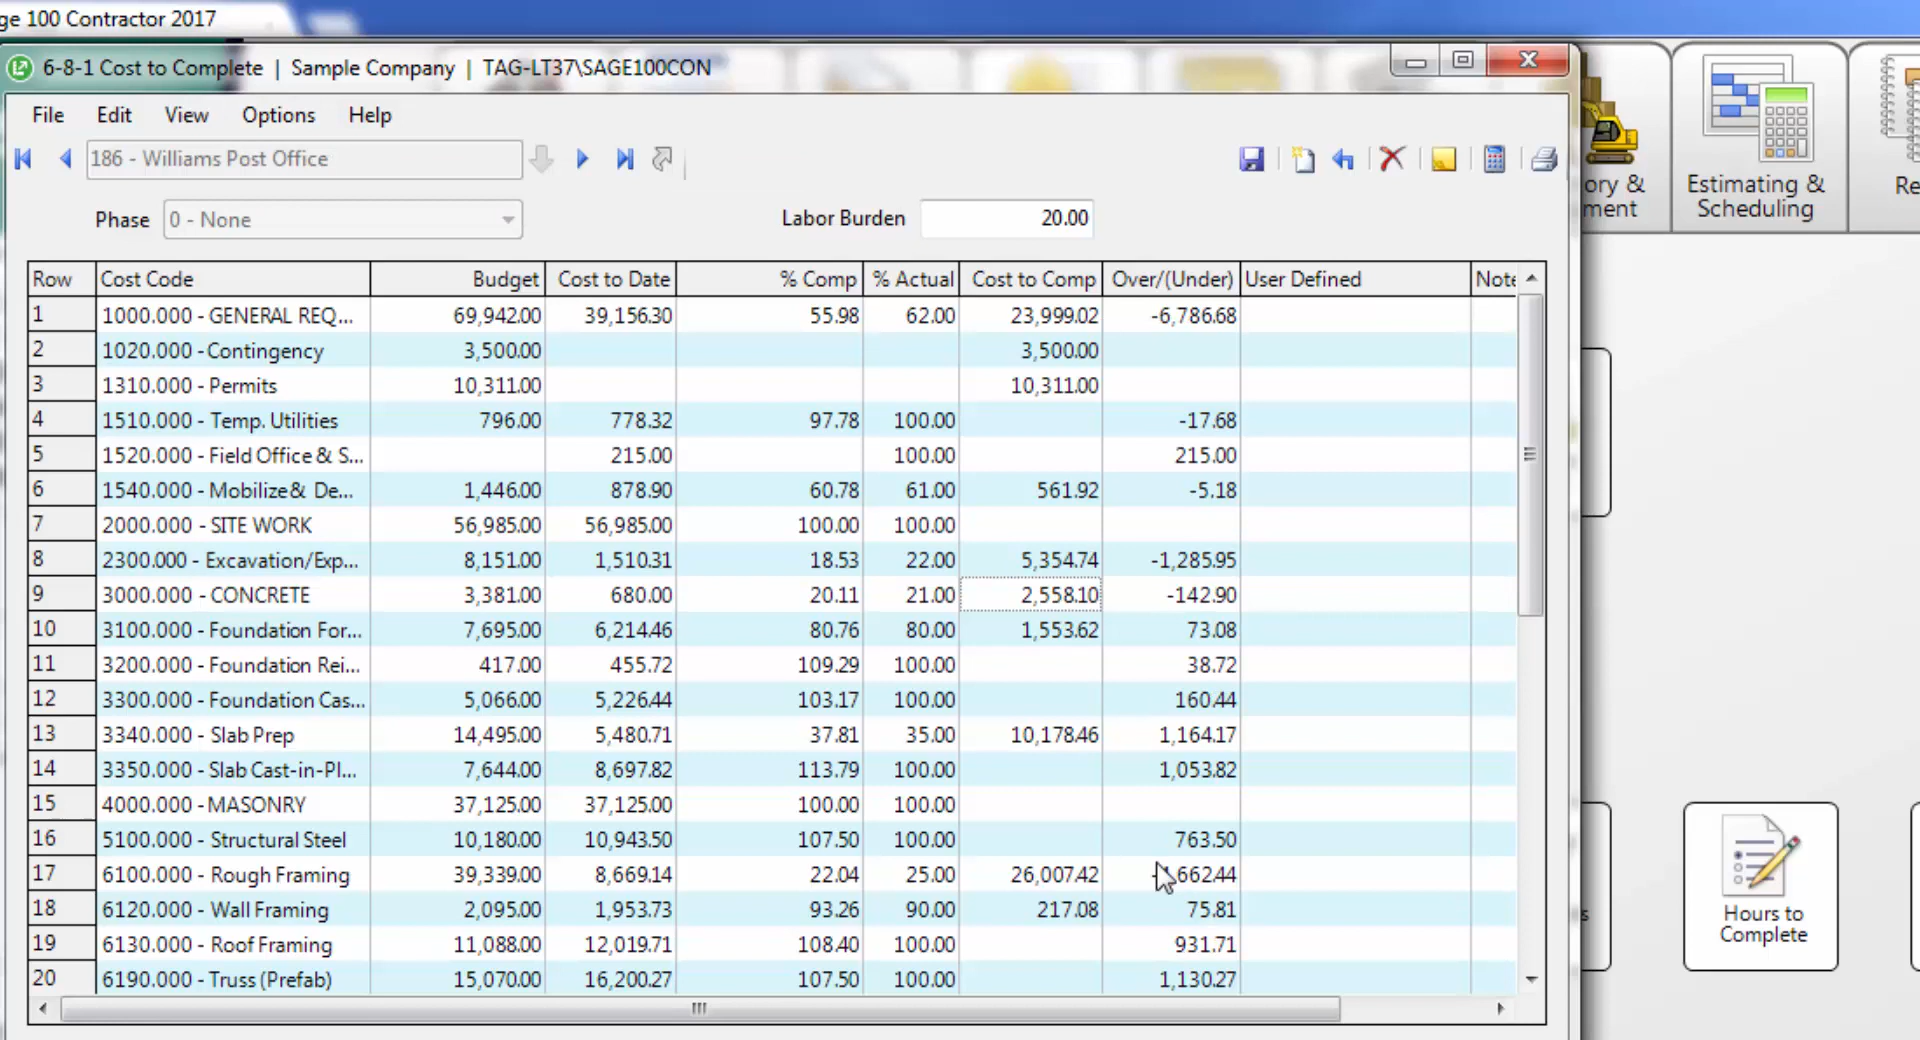 ge 100 Contractor 2017
6-8-1 Cost to Complete | Sample Company | TAG-LT37\SAGE100CON
File Edit View Options Help
186 - Williams Post Office
Phase 0 - None Labor Burden 20.00
ory &
ment
Estimating &
Scheduling
Re
Row Cost Code Budget Cost to Date % Comp % Actual Cost to Comp Over/(Under) User Defined Note
1 1000.000 - GENERAL REQ... 69,942.00 39,156.30 55.98 62.00 23,999.02 -6,786.68
2 1020.000 - Contingency 3,500.00 3,500.00
3 1310.000 - Permits 10,311.00 10,311.00
4 1510.000 - Temp. Utilities 796.00 778.32 97.78 100.00 -17.68
5 1520.000 - Field Office & S... 215.00 100.00 215.00
6 1540.000 - Mobilize& De... 1,446.00 878.90 60.78 61.00 561.92 -5.18
7 2000.000 - SITE WORK 56,985.00 56,985.00 100.00 100.00
8 2300.000 - Excavation/Exp... 8,151.00 1,510.31 18.53 22.00 5,354.74 -1,285.95
9 3000.000 - CONCRETE 3,381.00 680.00 20.11 21.00 2,558.10 -142.90
10 3100.000 - Foundation For... 7,695.00 6,214.46 80.76 80.00 1,553.62 73.08
11 3200.000 - Foundation Rei... 417.00 455.72 109.29 100.00 38.72
12 3300.000 - Foundation Cas... 5,066.00 5,226.44 103.17 100.00 160.44
13 3340.000 - Slab Prep 14,495.00 5,480.71 37.81 35.00 10,178.46 1,164.17
14 3350.000 - Slab Cast-in-Pl... 7,644.00 8,697.82 113.79 100.00 1,053.82
15 4000.000 - MASONRY 37,125.00 37,125.00 100.00 100.00
16 5100.000 - Structural Steel 10,180.00 10,943.50 107.50 100.00 763.50
17 6100.000 - Rough Framing 39,339.00 8,669.14 22.04 25.00 26,007.42
18 6120.000 - Wall Framing 2,095.00 1,953.73 93.26 90.00 217.08 75.81
19 6130.000 - Roof Framing 11,088.00 12,019.71 108.40 100.00 931.71
20 6190.000 - Truss (Prefab) 15,070.00 16,200.27 107.50 100.00 1,130.27
s
Hours to
Complete